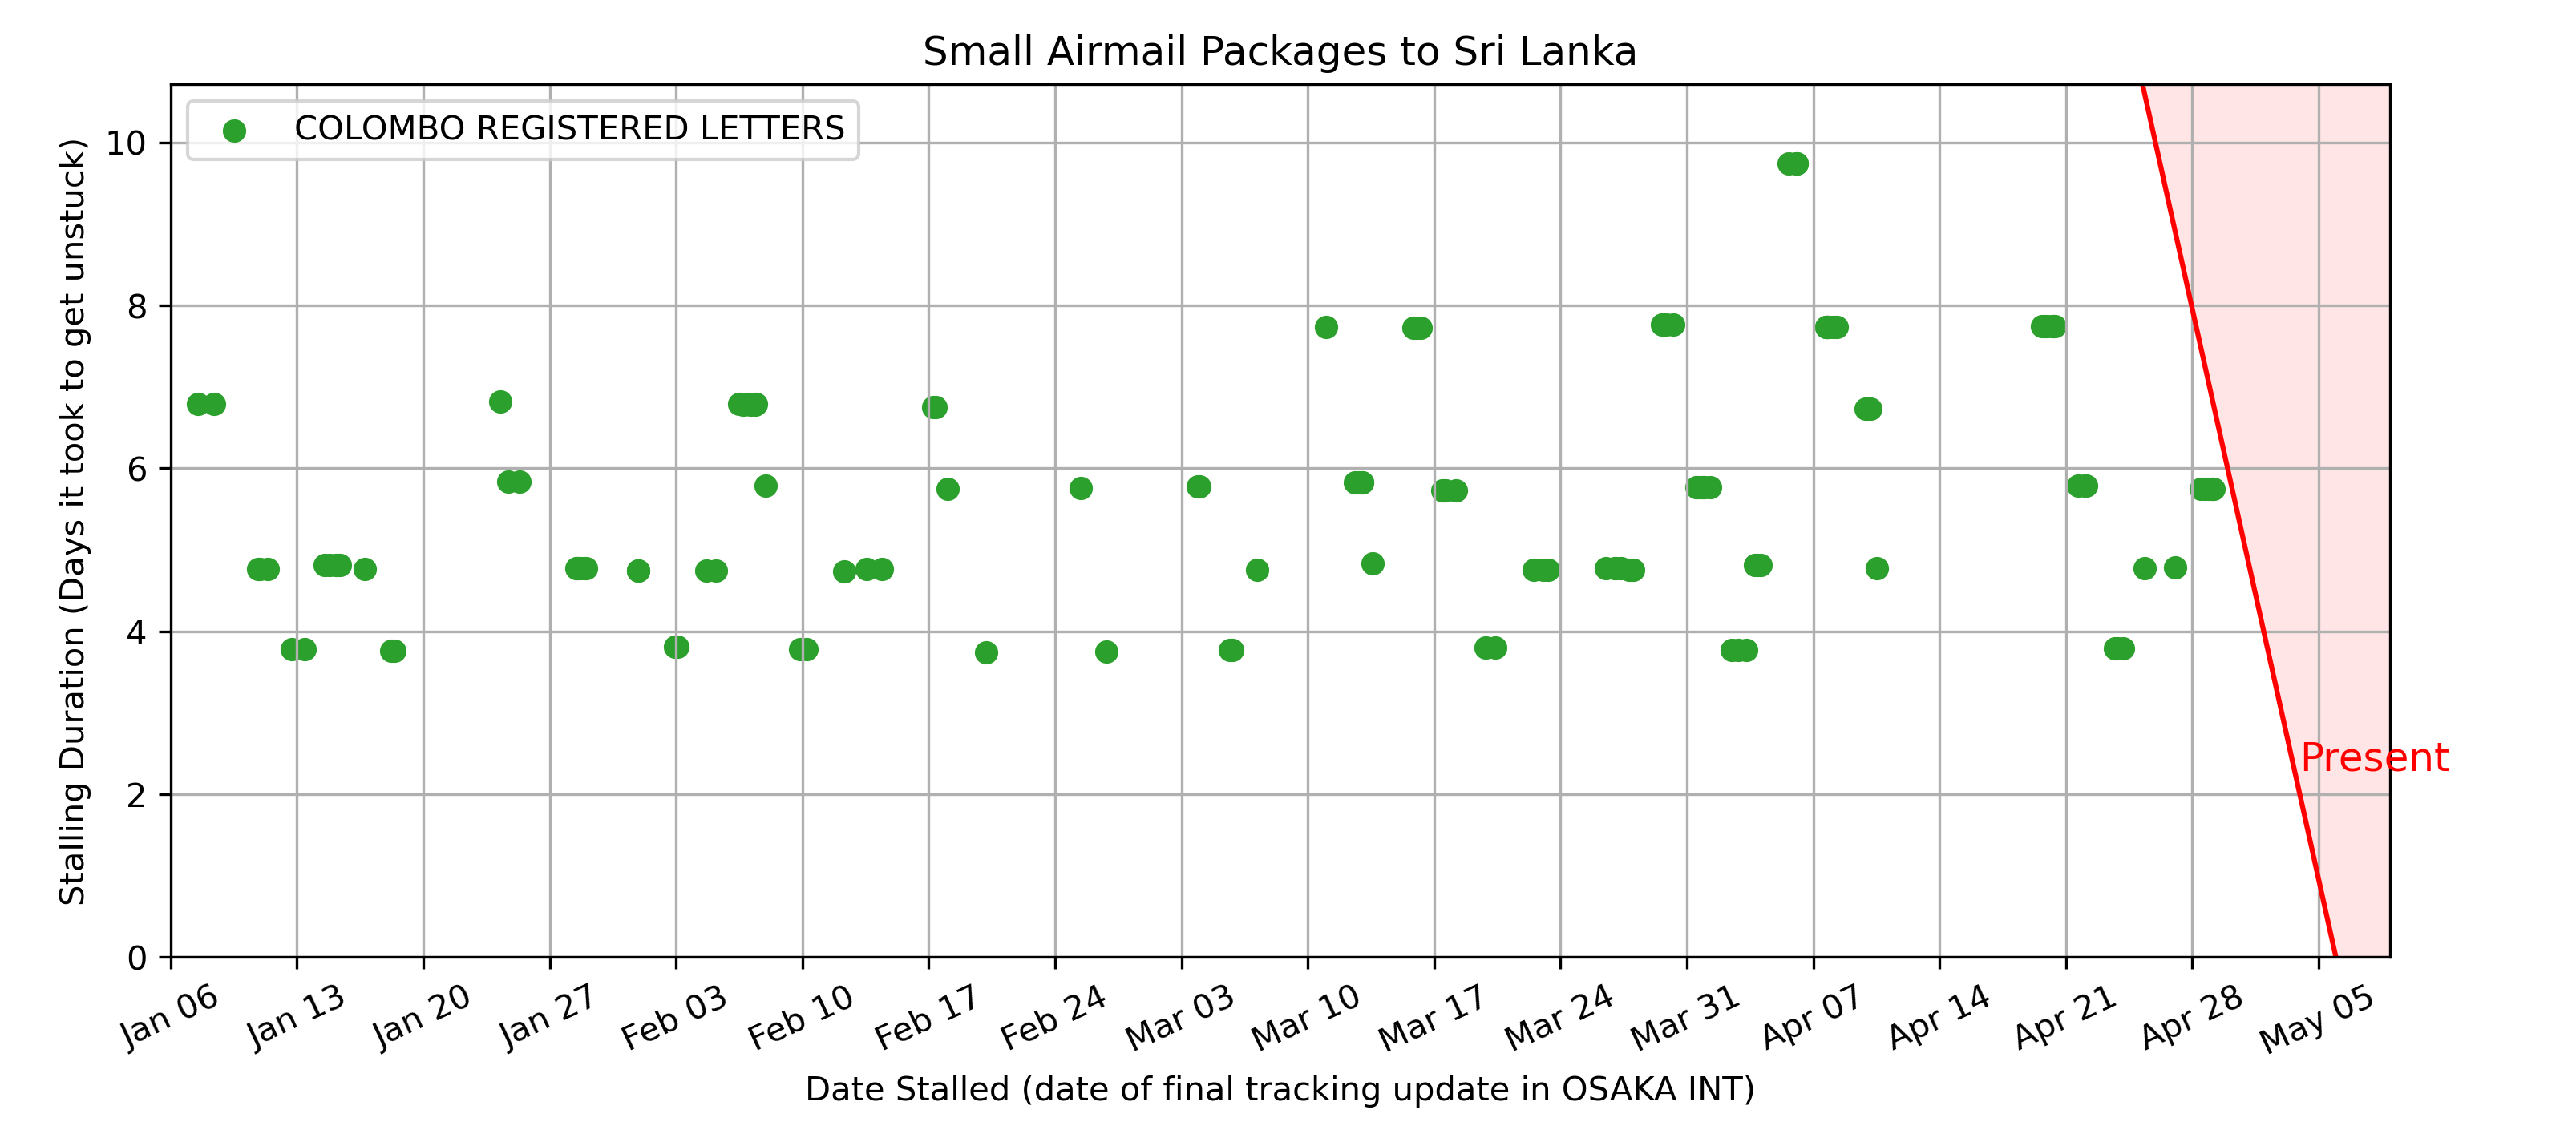 Small Airmail Packages to Sri Lanka
COLOMBO REGISTERED LETTERS
Stalling Duration (Days it took to get unstuck)
10
8
6
4
2
0
Present
Jan 06 Jan 13 Jan 20 Jan 27 Feb 03 Feb 10 Feb 17 Feb 24 Mar 03 Mar 10 Mar 17 Mar 24 Mar 31 Apr 07 Apr 14 Apr 21 Apr 28 May 05
Date Stalled (date of final tracking update in OSAKA INT)